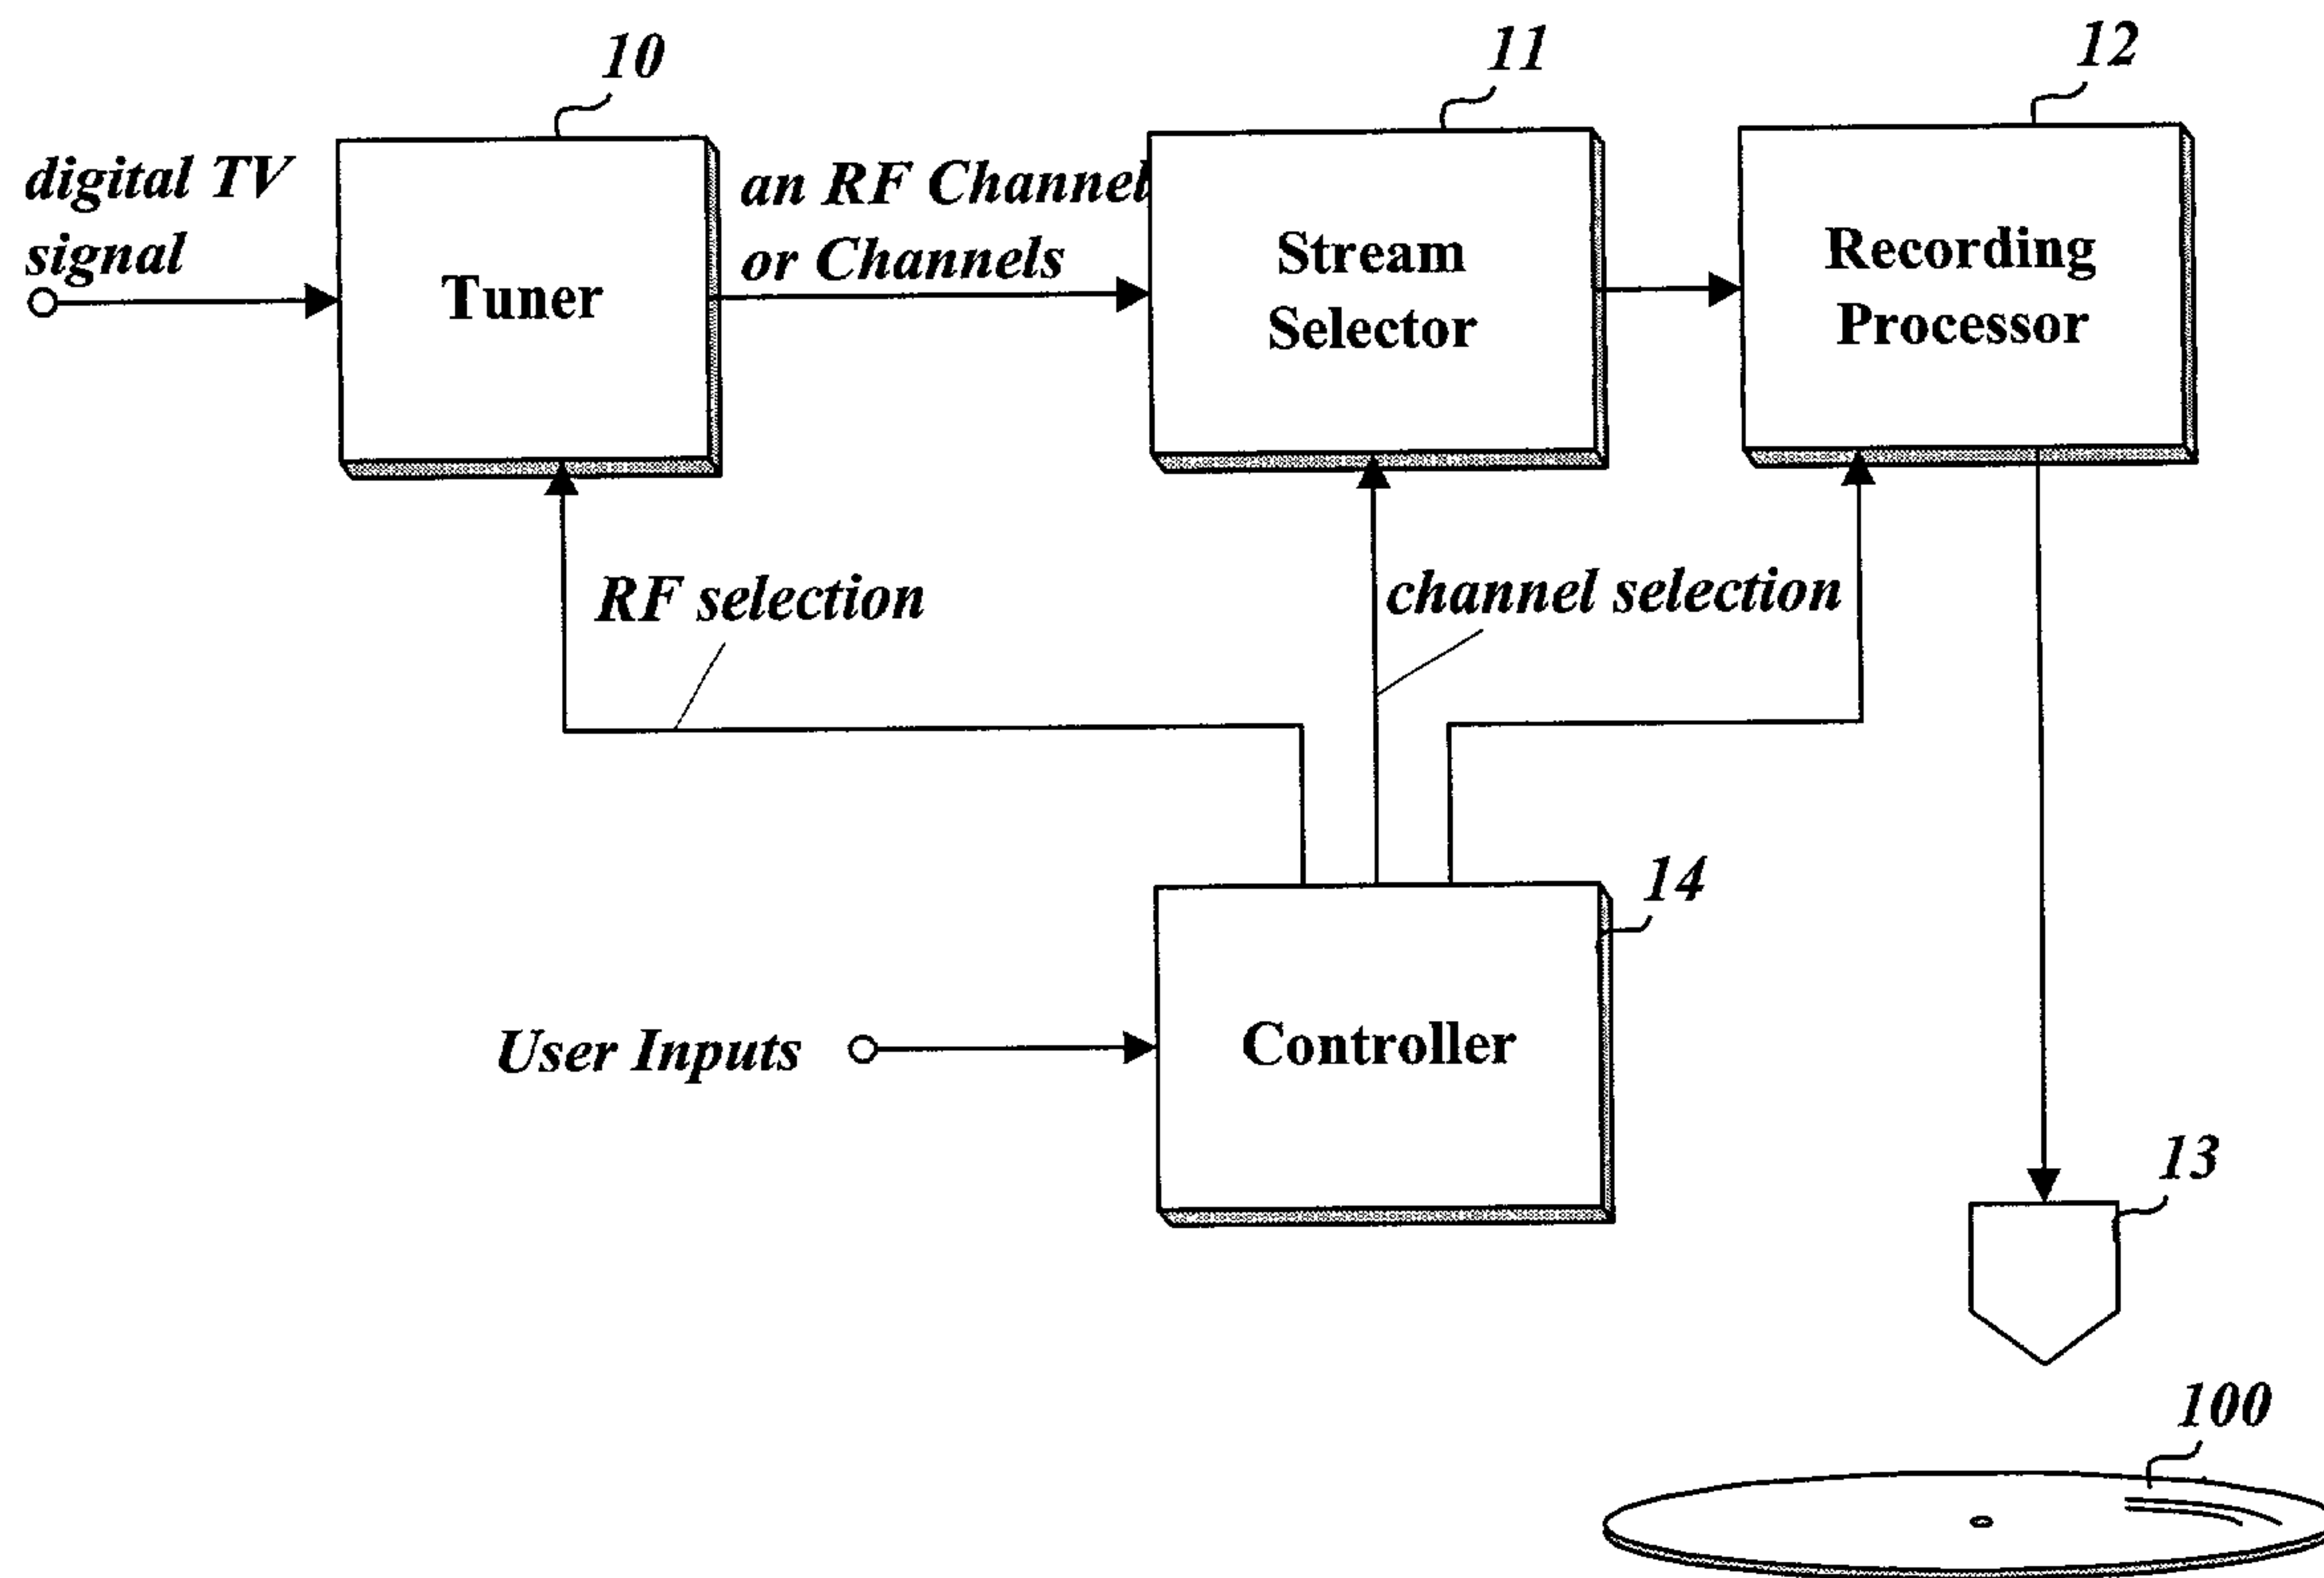 10
11
12
digital TV
signal
Tuner
an RF Channel
or Channels
Stream
Selector
Recording
Processor
RF selection
channel selection
14
User Inputs
Controller
13
100